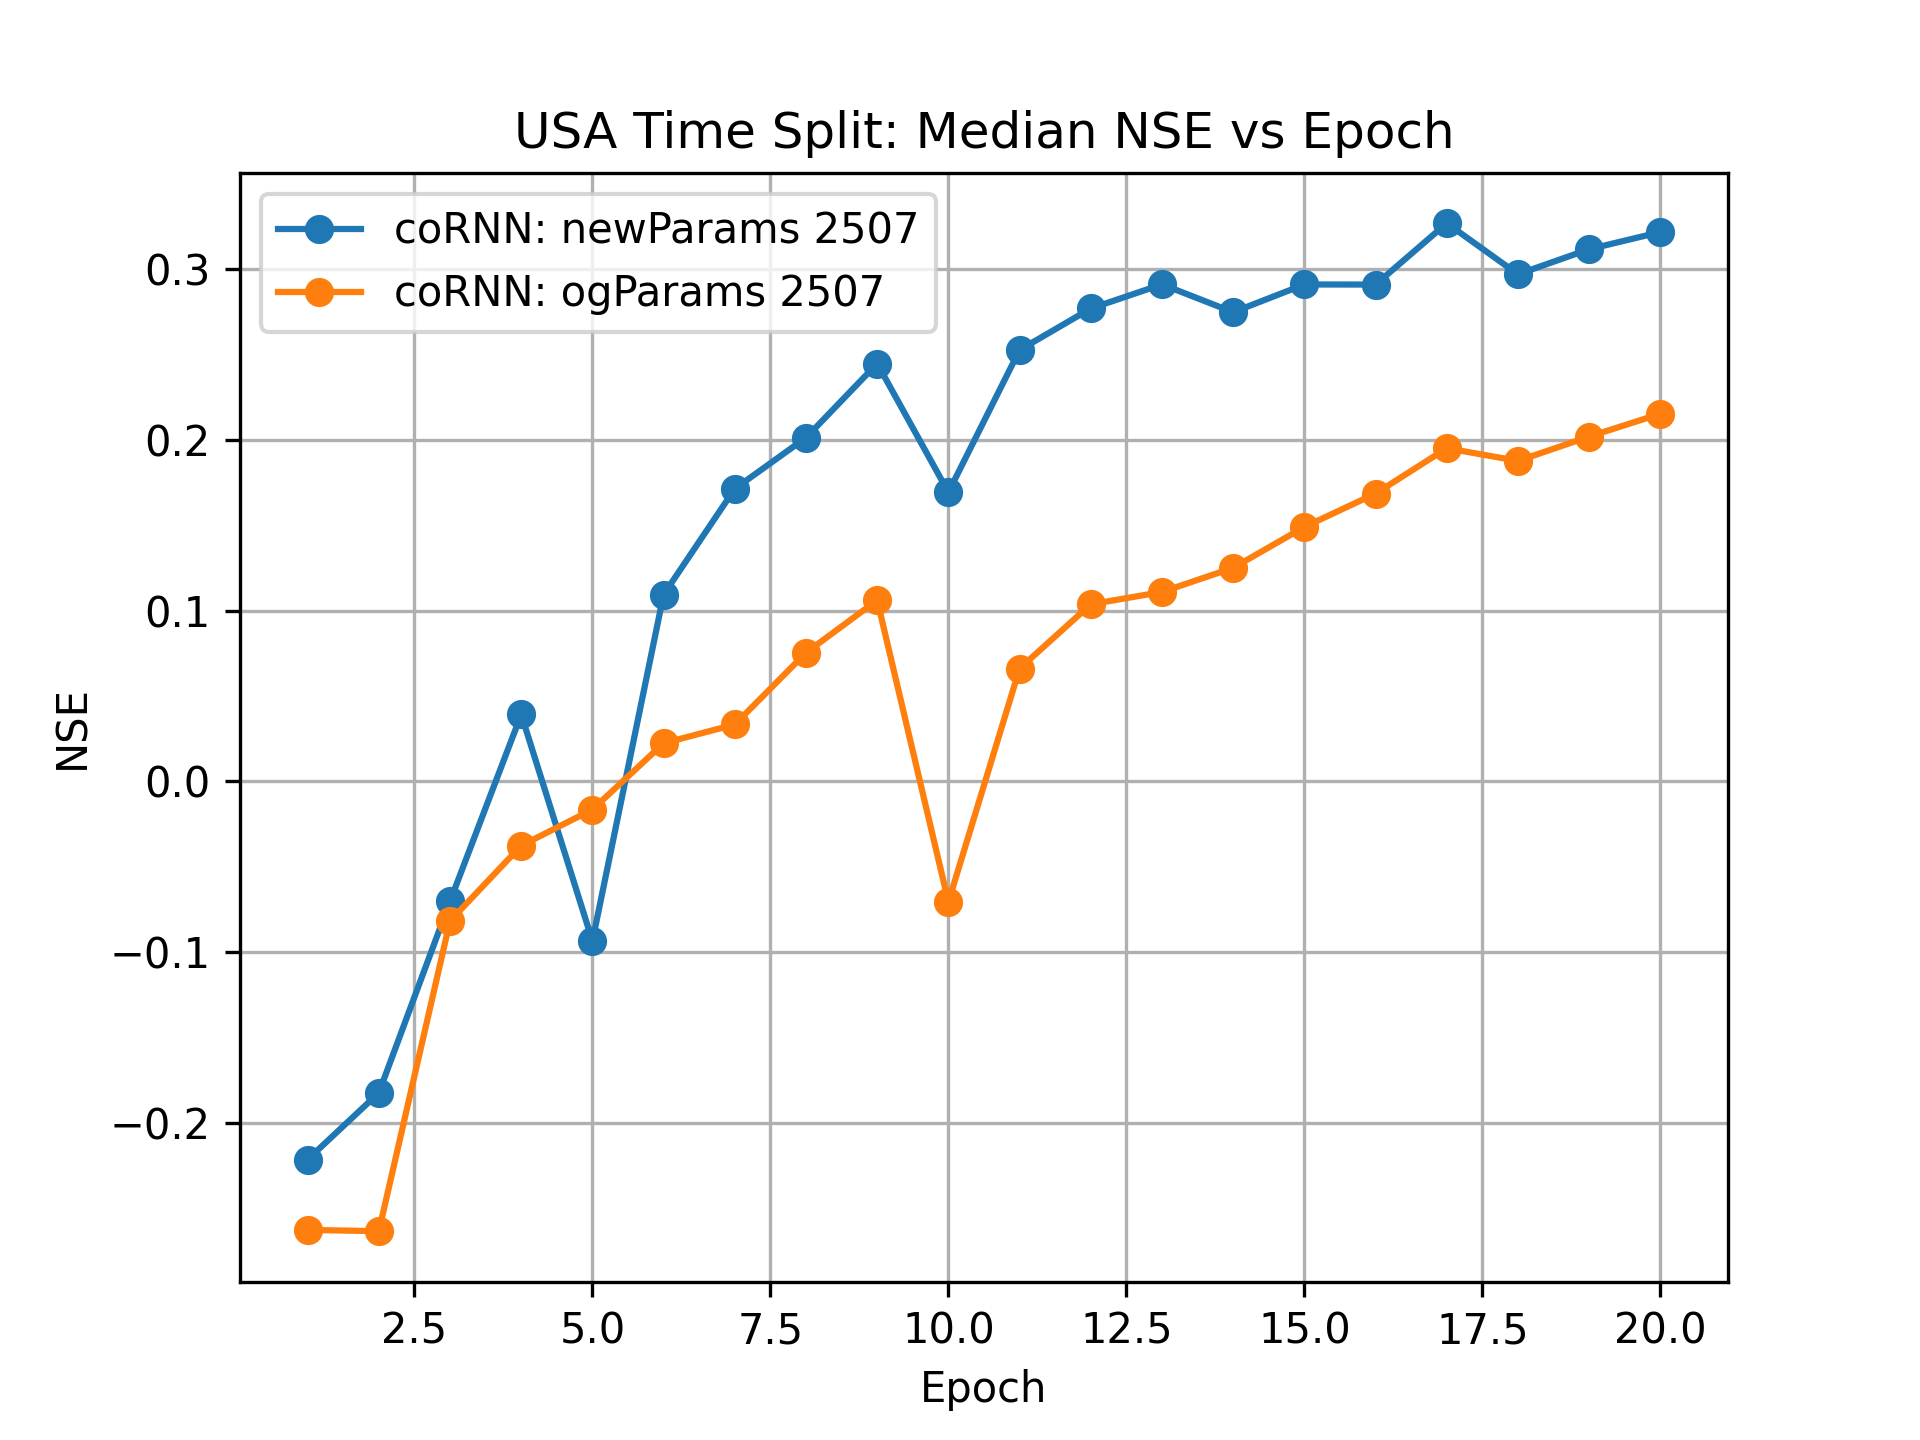 USA Time Split: Median NSE vs Epoch
coRNN: newParams 2507
coRNN: ogParams 2507
NSE
0.3
0.2
0.1
0.0
−0.1
−0.2
2.5 5.0 7.5 10.0 12.5 15.0 17.5 20.0
Epoch